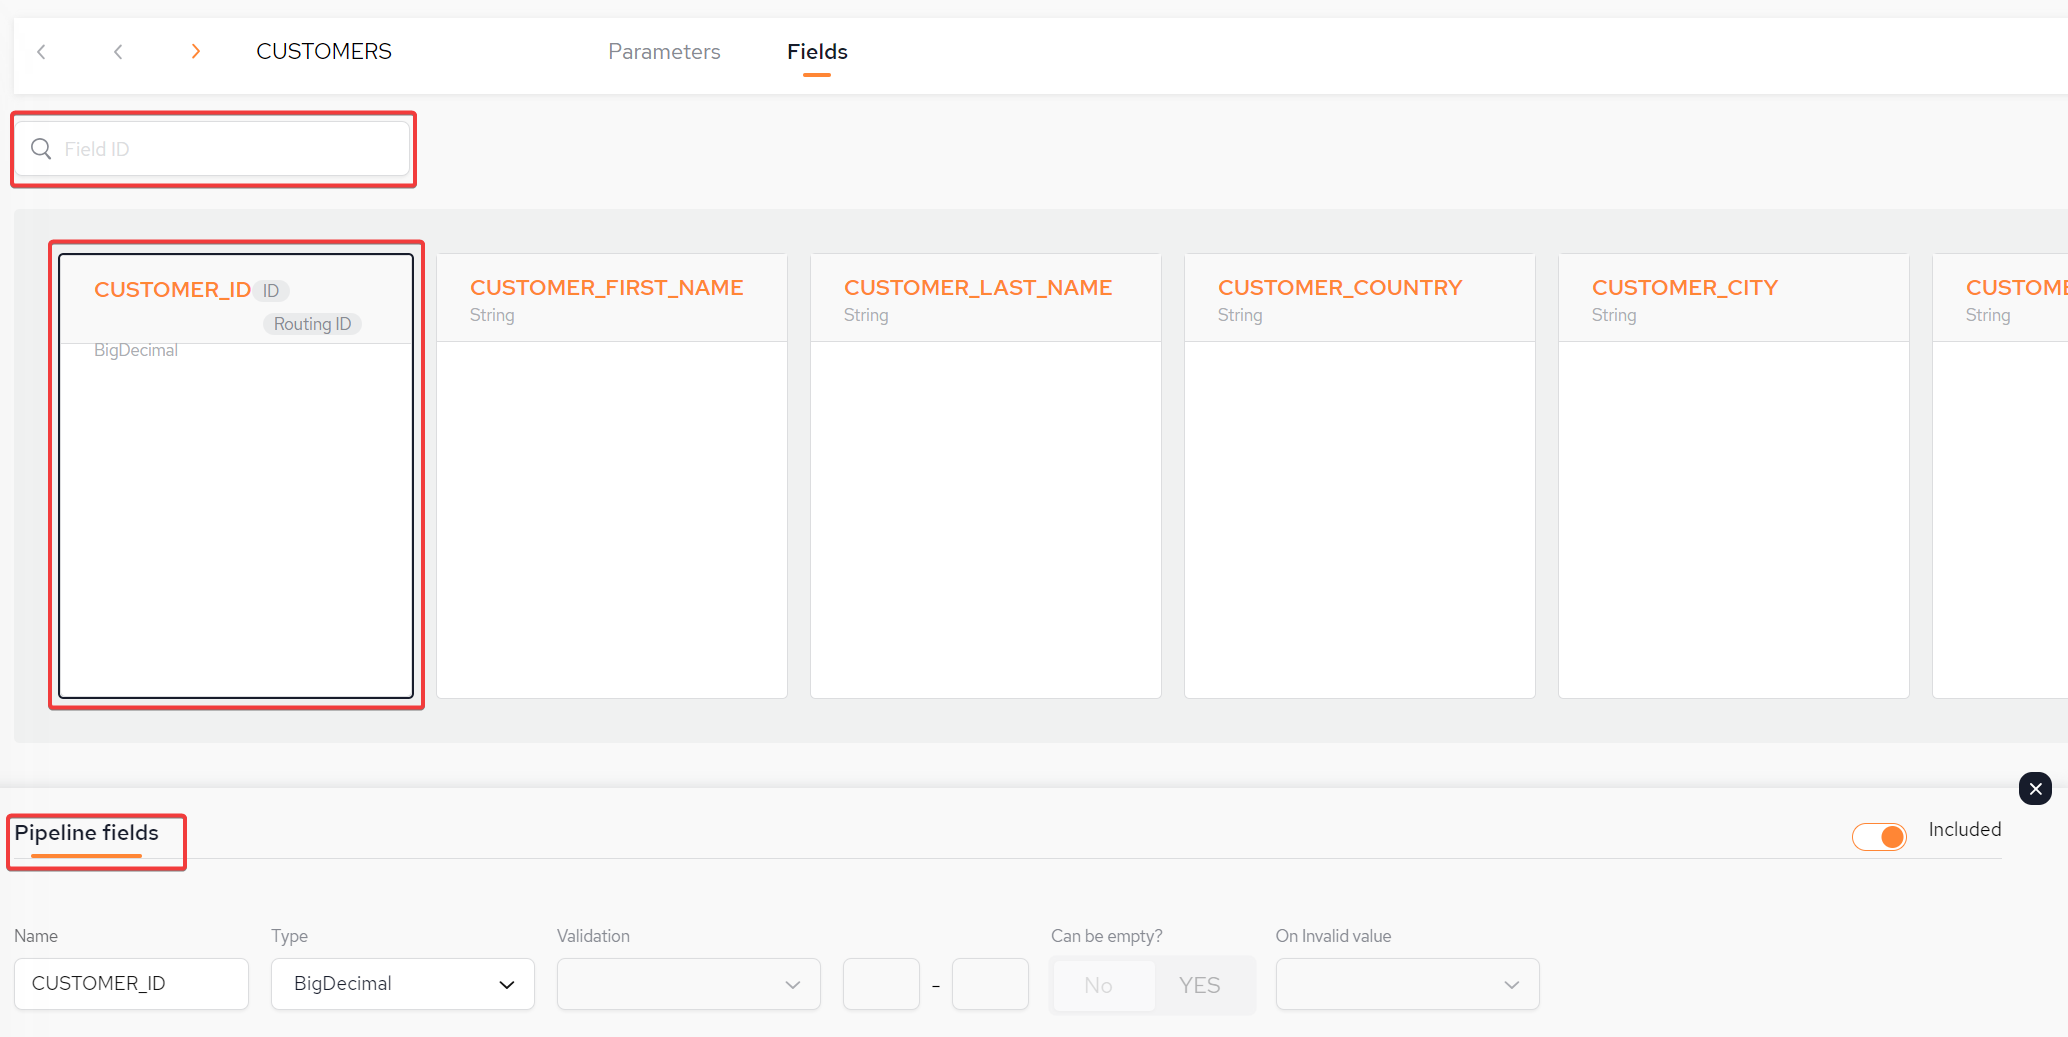 CUSTOMERS Parameters Fields
Field ID
CUSTOMER_ID ID
Routing ID
BigDecimal
CUSTOMER_FIRST_NAME
String
CUSTOMER_LAST_NAME
String
CUSTOMER_COUNTRY
String
CUSTOMER_CITY
String
CUSTOME
String
Pipeline fields
Included
Name Type Validation Can be empty? On Invalid value
CUSTOMER_ID BigDecimal - No YES